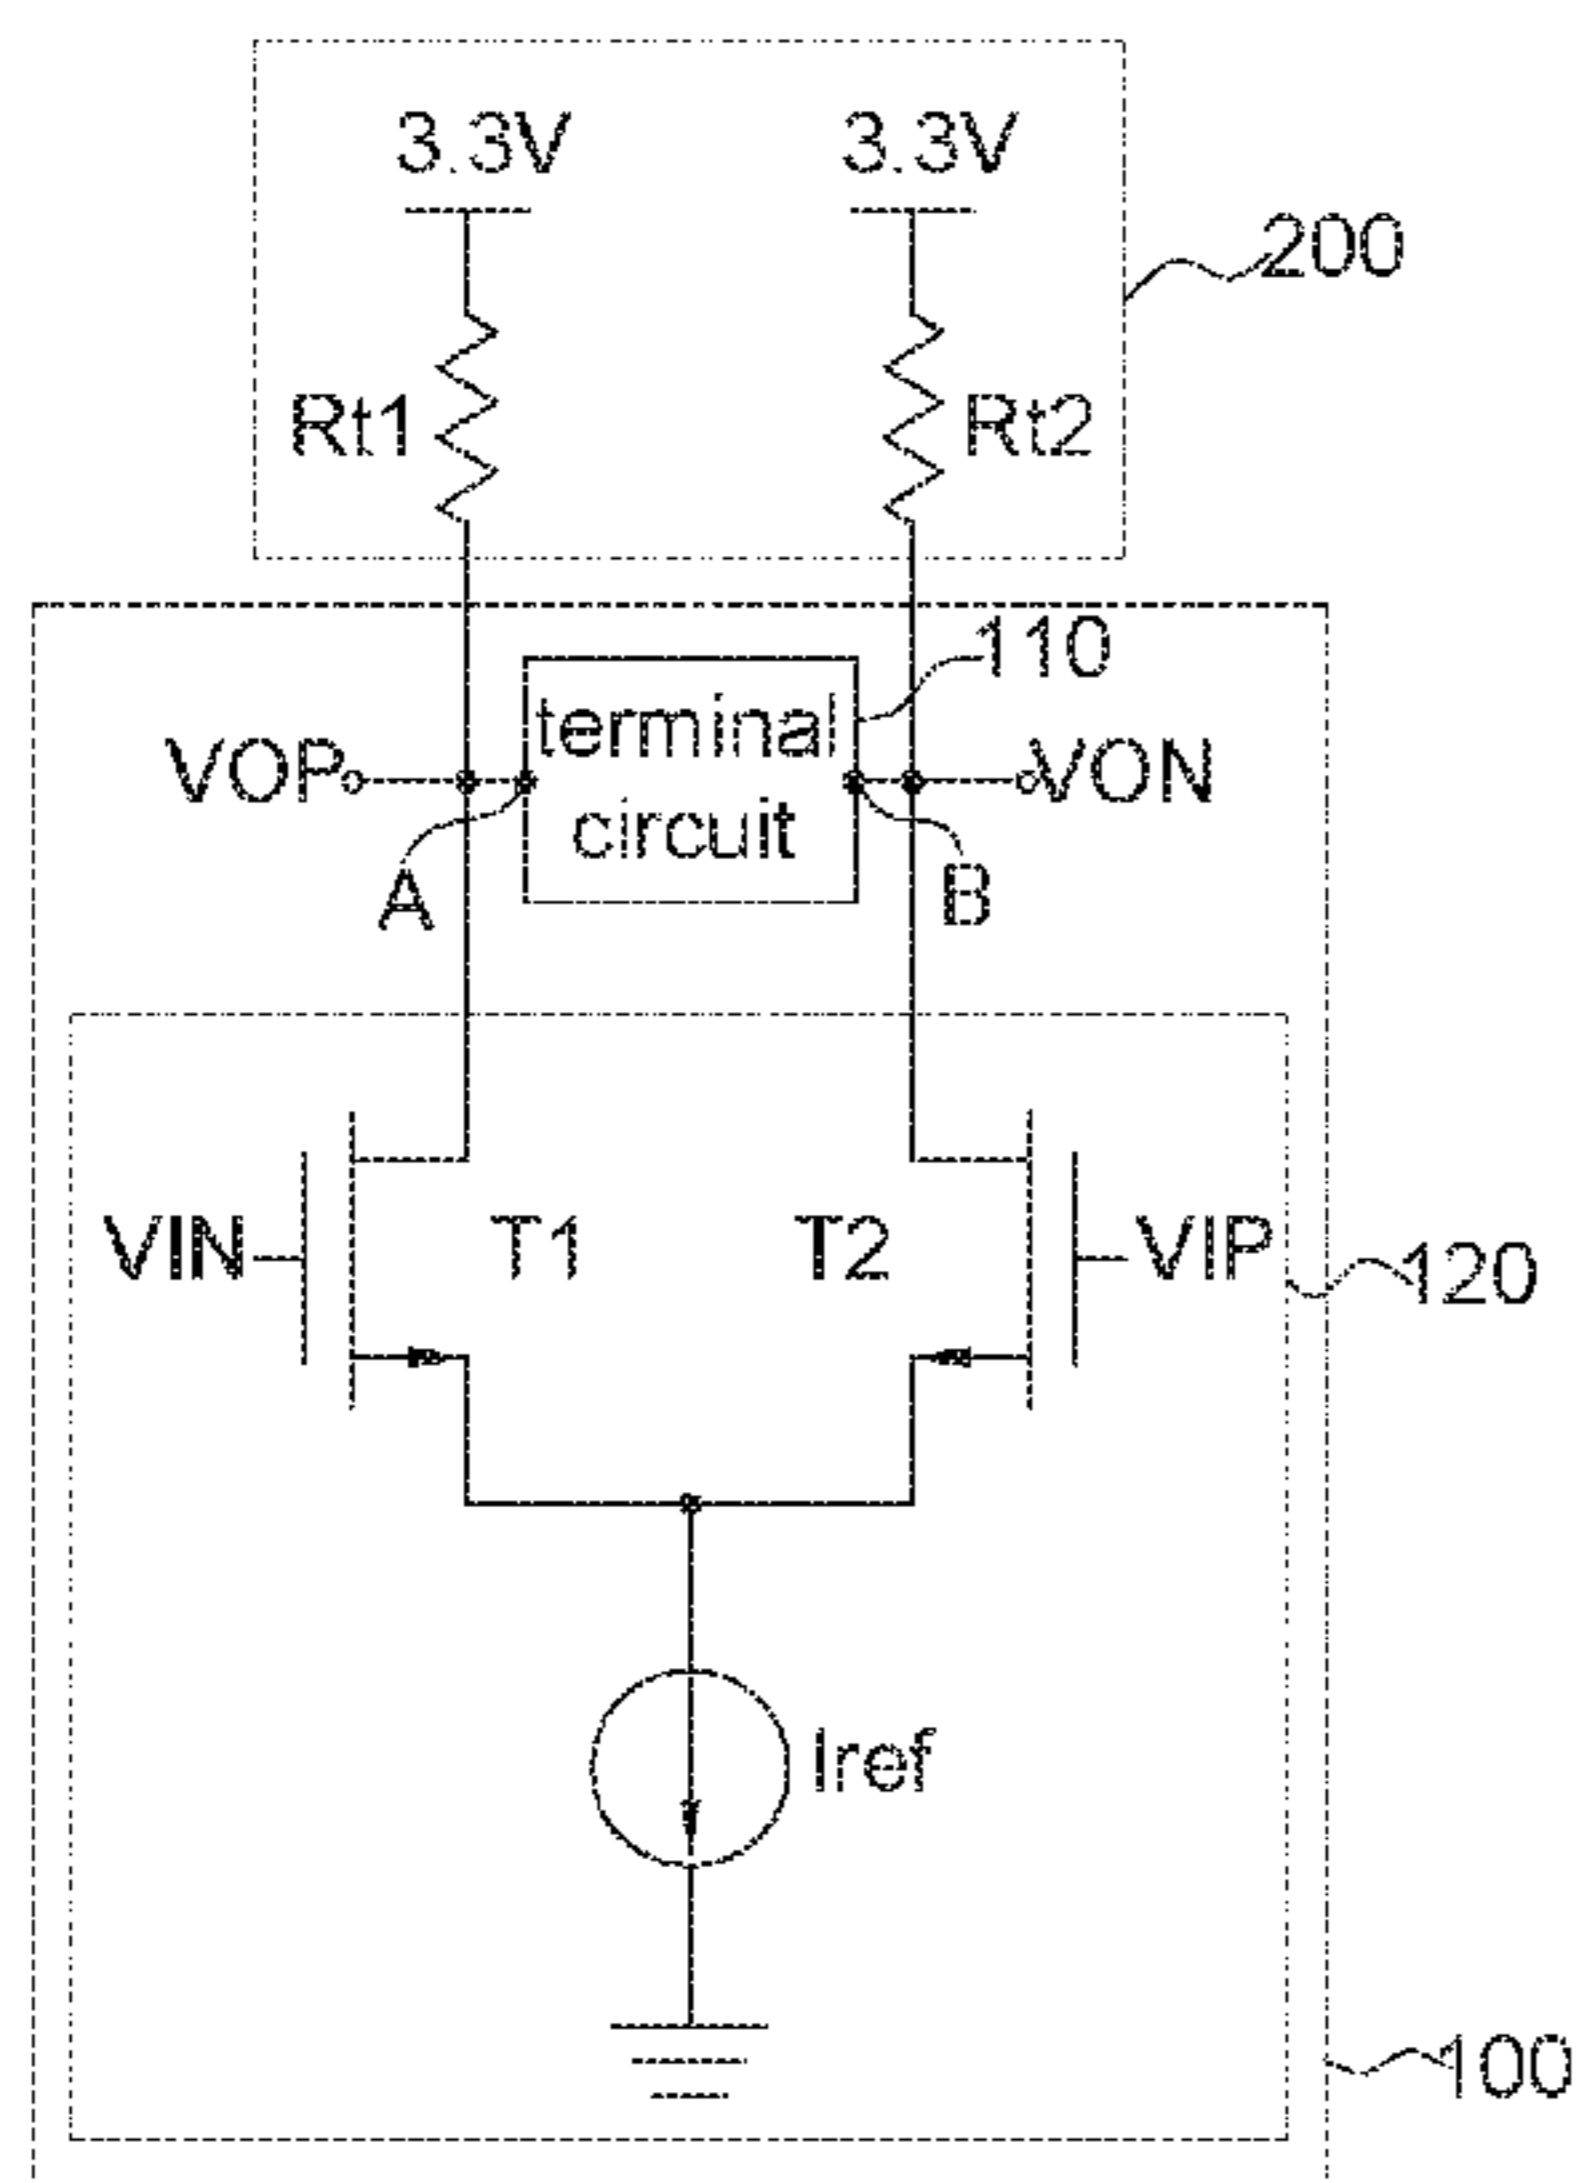 3.3V 3.3V
200
Rt1 Rt2
110
terminal
VOP VON
circuit
A B
VIN T1 T2 VIP
120
Iref
100